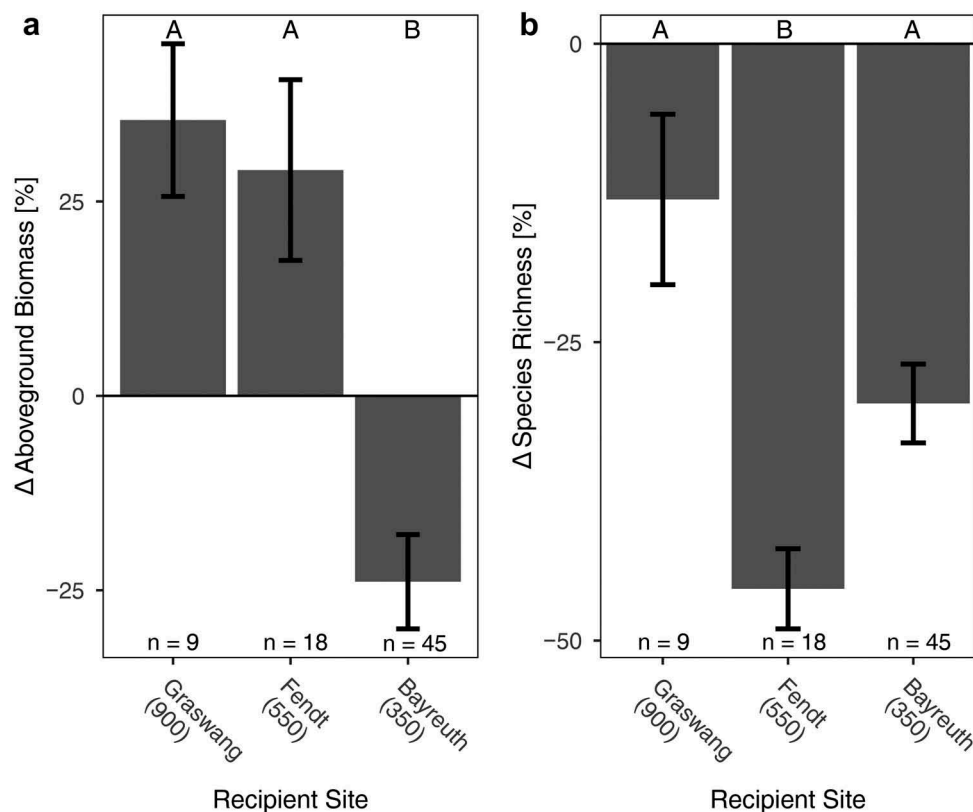 a
A A B
Δ Aboveground Biomass [%]
25
0
−25
n = 9 n = 18 n = 45
Graswang
(900)
Fendt
(550)
Bayreuth
(350)
Recipient Site
b
A B A
Δ Species Richness [%]
0
−25
−50
n = 9 n = 18 n = 45
Graswang
(900)
Fendt
(550)
Bayreuth
(350)
Recipient Site